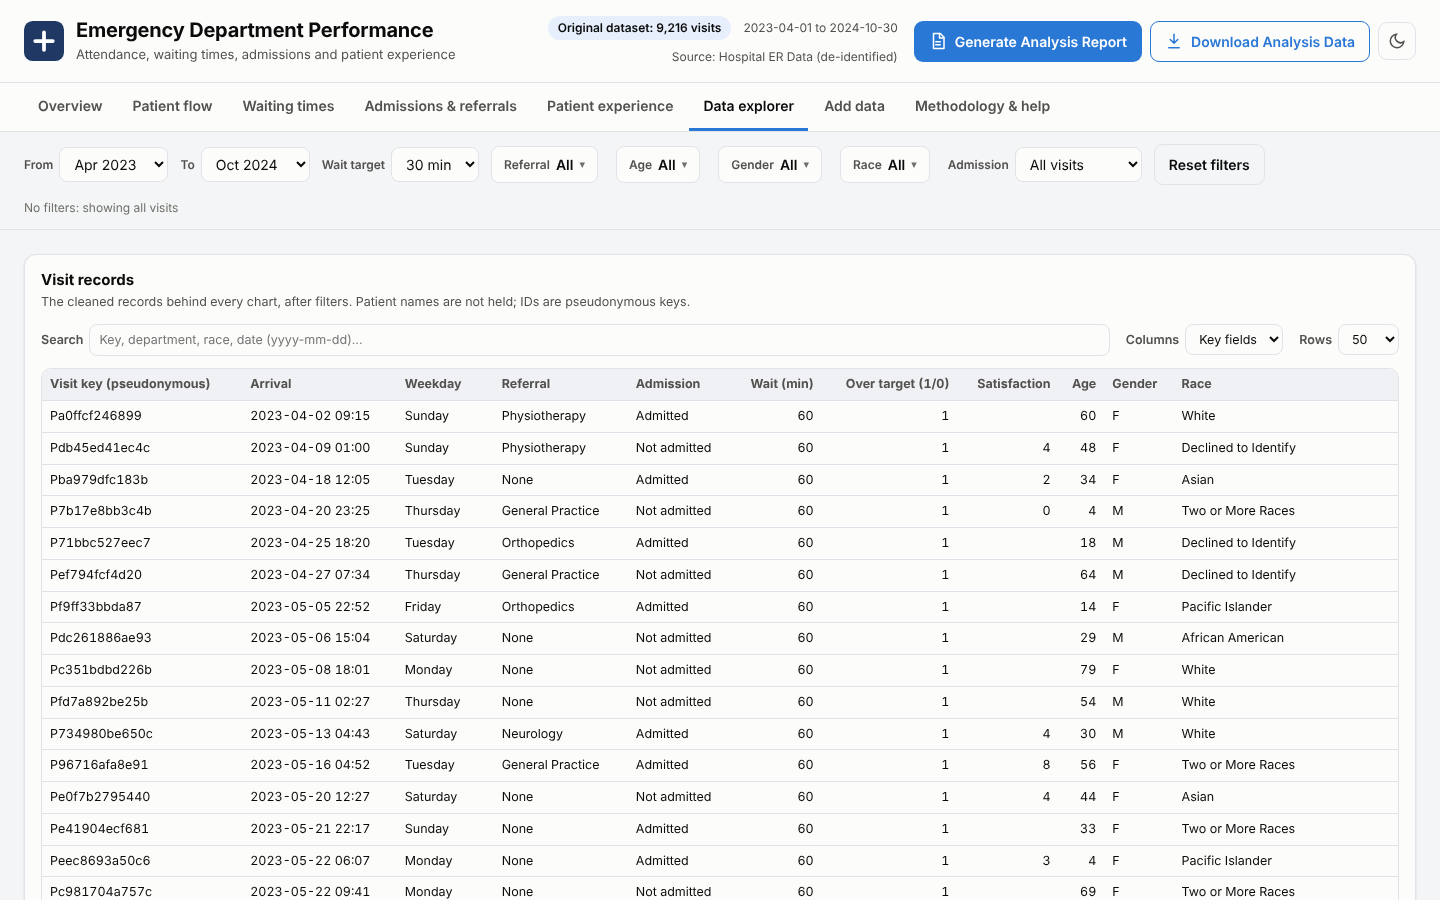 Emergency Department Performance
Attendance, waiting times, admissions and patient experience
Original dataset: 9,216 visits 2023-04-01 to 2024-10-30
Source: Hospital ER Data (de-identified)
Generate Analysis Report
Download Analysis Data
Overview Patient flow Waiting times Admissions & referrals Patient experience Data explorer Add data Methodology & help
From Apr 2023 To Oct 2024 Wait target 30 min Referral All ▾ Age All ▾ Gender All ▾ Race All ▾ Admission All visits Reset filters
No filters: showing all visits
Visit records
The cleaned records behind every chart, after filters. Patient names are not held; IDs are pseudonymous keys.
Search Key, department, race, date (yyyy-mm-dd)... Columns Key fields Rows 50
Visit key (pseudonymous) Arrival Weekday Referral Admission Wait (min) Over target (1/0) Satisfaction Age Gender Race
Pa0ffcf246899 2023-04-02 09:15 Sunday Physiotherapy Admitted 60 1 60 F White
Pdb45ed41ec4c 2023-04-09 01:00 Sunday Physiotherapy Not admitted 60 1 4 48 F Declined to Identify
Pba979dfc183b 2023-04-18 12:05 Tuesday None Admitted 60 1 2 34 F Asian
P7b17e8bb3c4b 2023-04-20 23:25 Thursday General Practice Not admitted 60 1 0 4 M Two or More Races
P71bbc527eec7 2023-04-25 18:20 Tuesday Orthopedics Admitted 60 1 18 M Declined to Identify
Pef794fcf4d20 2023-04-27 07:34 Thursday General Practice Not admitted 60 1 64 M Declined to Identify
Pf9ff33bbda87 2023-05-05 22:52 Friday Orthopedics Admitted 60 1 14 F Pacific Islander
Pdc261886ae93 2023-05-06 15:04 Saturday None Not admitted 60 1 29 M African American
Pc351bdbd226b 2023-05-08 18:01 Monday None Not admitted 60 1 79 F White
Pfd7a892be25b 2023-05-11 02:27 Thursday None Not admitted 60 1 54 M White
P734980be650c 2023-05-13 04:43 Saturday Neurology Admitted 60 1 4 30 M White
P96716afa8e91 2023-05-16 04:52 Tuesday General Practice Admitted 60 1 8 56 F Two or More Races
Pe0f7b2795440 2023-05-20 12:27 Saturday None Not admitted 60 1 4 44 F Asian
Pe41904ecf681 2023-05-21 22:17 Sunday None Admitted 60 1 33 F Two or More Races
Peec8693a50c6 2023-05-22 06:07 Monday None Admitted 60 1 3 4 F Pacific Islander
Pc981704a757c 2023-05-22 09:41 Monday None Not admitted 60 1 69 F Two or More Races